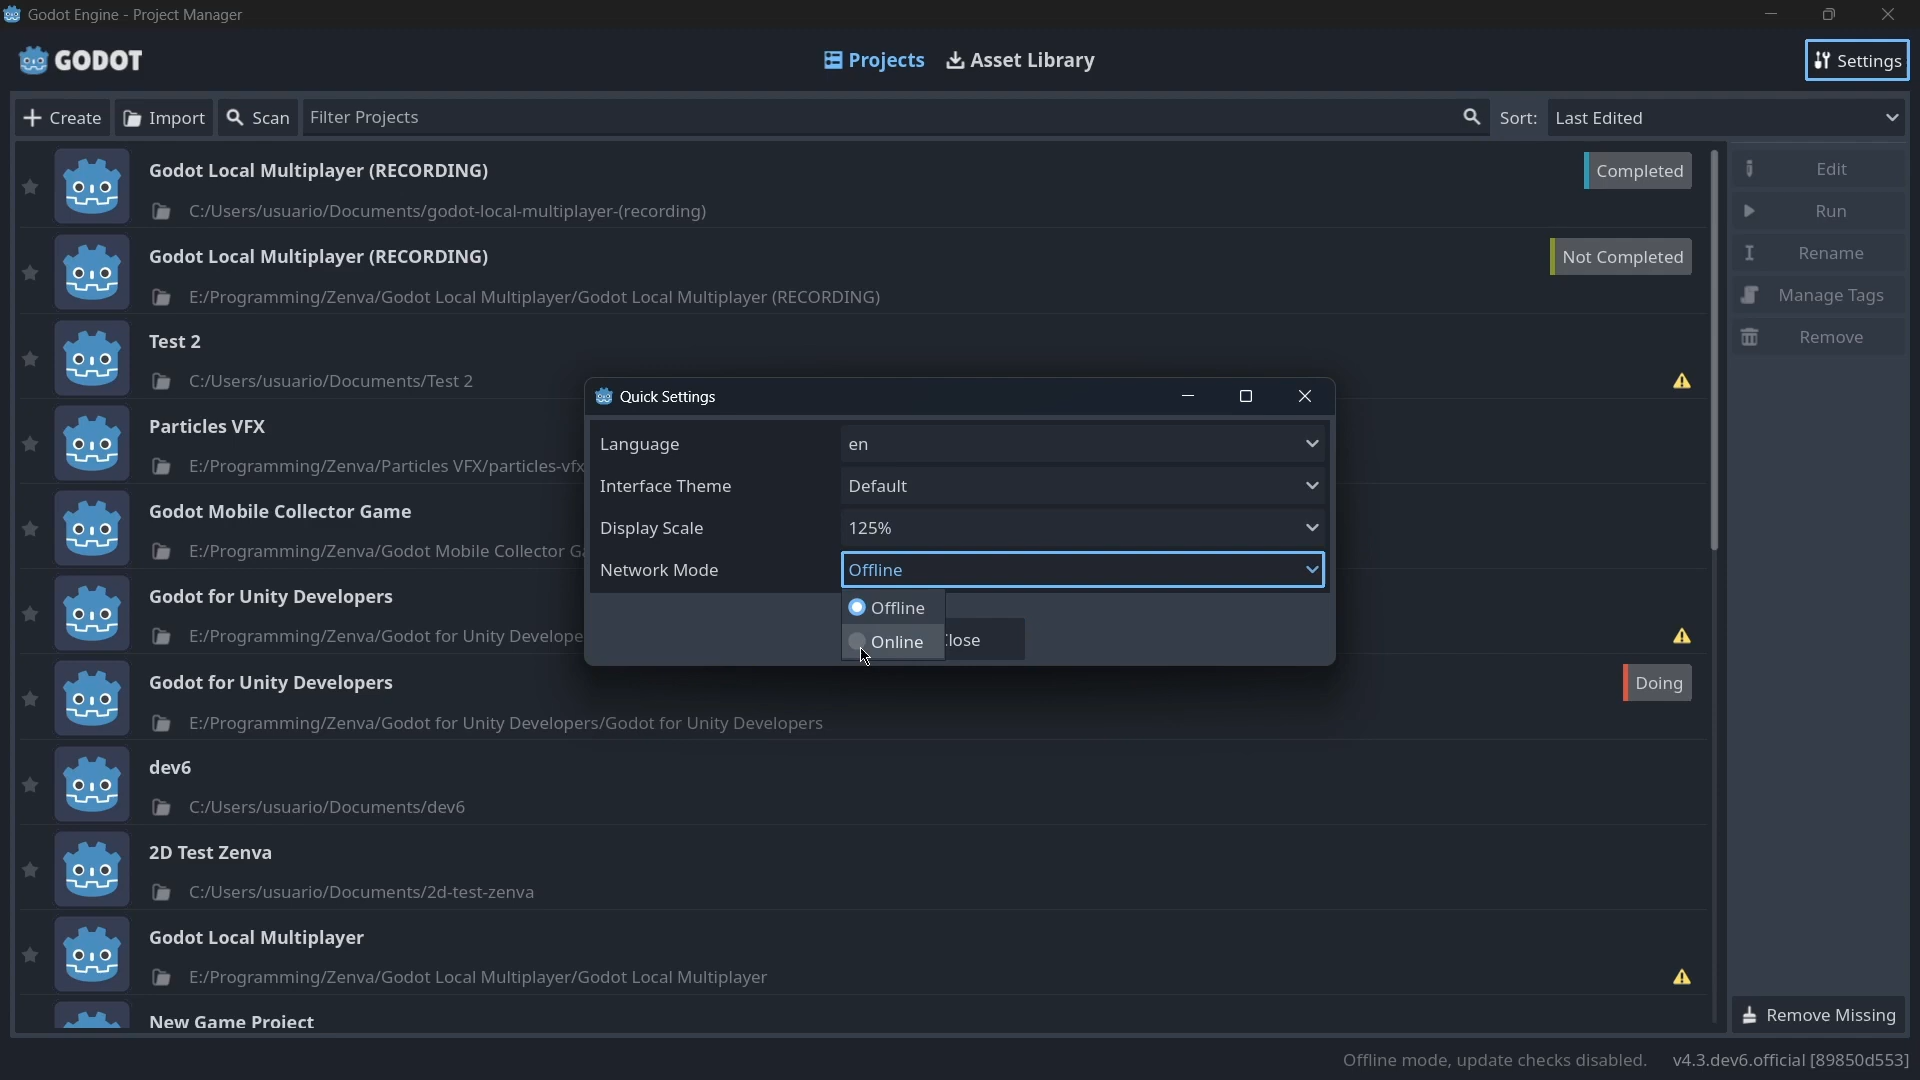 Godot Engine - Project Manager
GODOT
Projects
Asset Library
Settings
Create
Import
Scan
Filter Projects
Sort:
Last Edited
Godot Local Multiplayer (RECORDING)
Completed
C:/Users/usuario/Documents/godot-local-multiplayer-(recording)
Godot Local Multiplayer (RECORDING)
Not Completed
E:/Programming/Zenva/Godot Local Multiplayer/Godot Local Multiplayer (RECORDING)
Test 2
C:/Users/usuario/Documents/Test 2
Particles VFX
E:/Programming/Zenva/Particles VFX/particles-vfx
Godot Mobile Collector Game
E:/Programming/Zenva/Godot Mobile Collector Ga
Godot for Unity Developers
E:/Programming/Zenva/Godot for Unity Develope
Godot for Unity Developers
Doing
E:/Programming/Zenva/Godot for Unity Developers/Godot for Unity Developers
dev6
C:/Users/usuario/Documents/dev6
2D Test Zenva
C:/Users/usuario/Documents/2d-test-zenva
Godot Local Multiplayer
E:/Programming/Zenva/Godot Local Multiplayer/Godot Local Multiplayer
New Game Project
Edit
Run
Rename
Manage Tags
Remove
Remove Missing
Quick Settings
Language
en
Interface Theme
Default
Display Scale
125%
Network Mode
Offline
Offline
Online
lose
Offline mode, update checks disabled.
v4.3.dev6.official [89850d553]